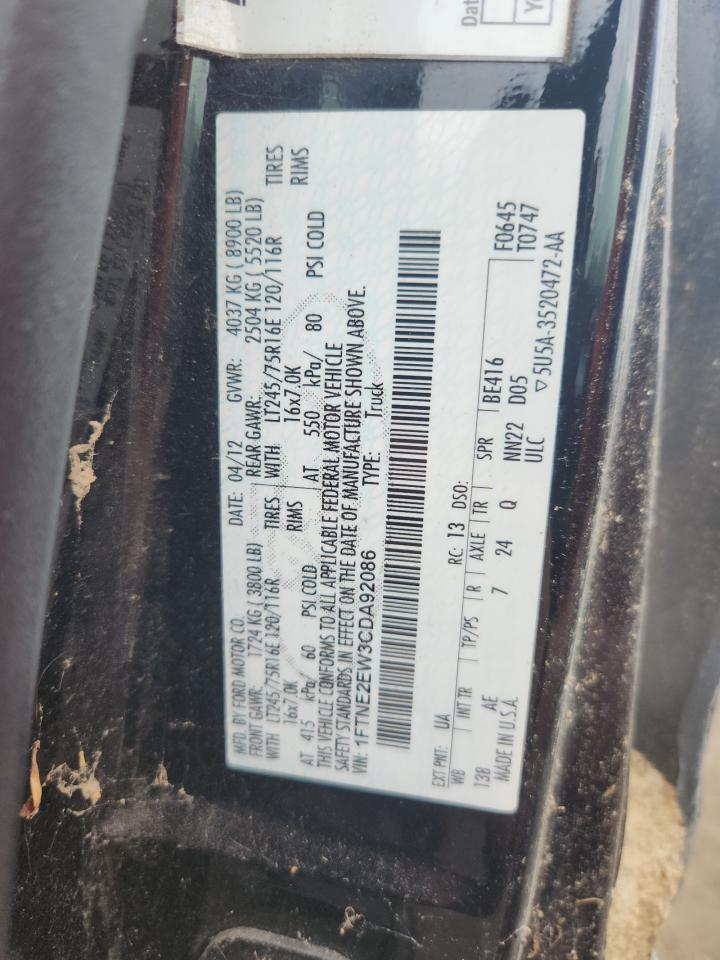 Dat
Yo
MFD. BY FORD MOTOR CO. DATE: 04/12 GVWR: 4037 KG ( 8900 LB)
FRONT GAWR: 1724 KG ( 3800 LB) REAR GAWR: 2504 KG ( 5520 LB)
WITH LT245/75R16E 120/116R TIRES WITH LT245/75R16E 120/116R TIRES
16x7.0K RIMS 16x7.0K RIMS
AT 415 kPa/ 60 PSI COLD AT 550 kPa/ 80 PSI COLD
THIS VEHICLE CONFORMS TO ALL APPLICABLE FEDERAL MOTOR VEHICLE
SAFETY STANDARDS IN EFFECT ON THE DATE OF MANUFACTURE SHOWN ABOVE.
VIN: 1FTNE2EW3CDA92086 TYPE: Truck
EXT PNT: UA RC: 13 DSO:
WB INT TR TP/PS R AXLE TR SPR BE416 F0645
13B AE 7 24 Q NN22 D05 T0747
MADE IN U.S.A. ULC ▽5U5A-3520472-AA